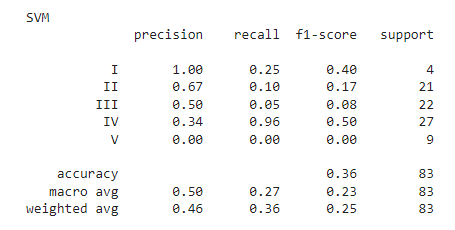 SVM
precision recall f1-score support
I 1.00 0.25 0.40 4
II 0.67 0.10 0.17 21
III 0.50 0.05 0.08 22
IV 0.34 0.96 0.50 27
V 0.00 0.00 0.00 9
accuracy 0.36 83
macro avg 0.50 0.27 0.23 83
weighted avg 0.46 0.36 0.25 83